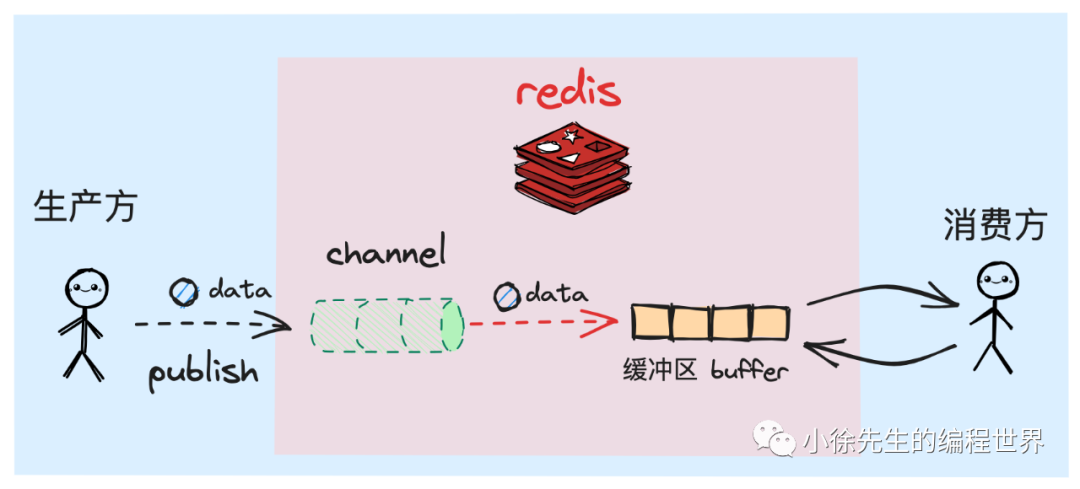 redis
生产方
消费方
channel
data
data
publish
缓冲区 buffer
小徐先生的编程世界